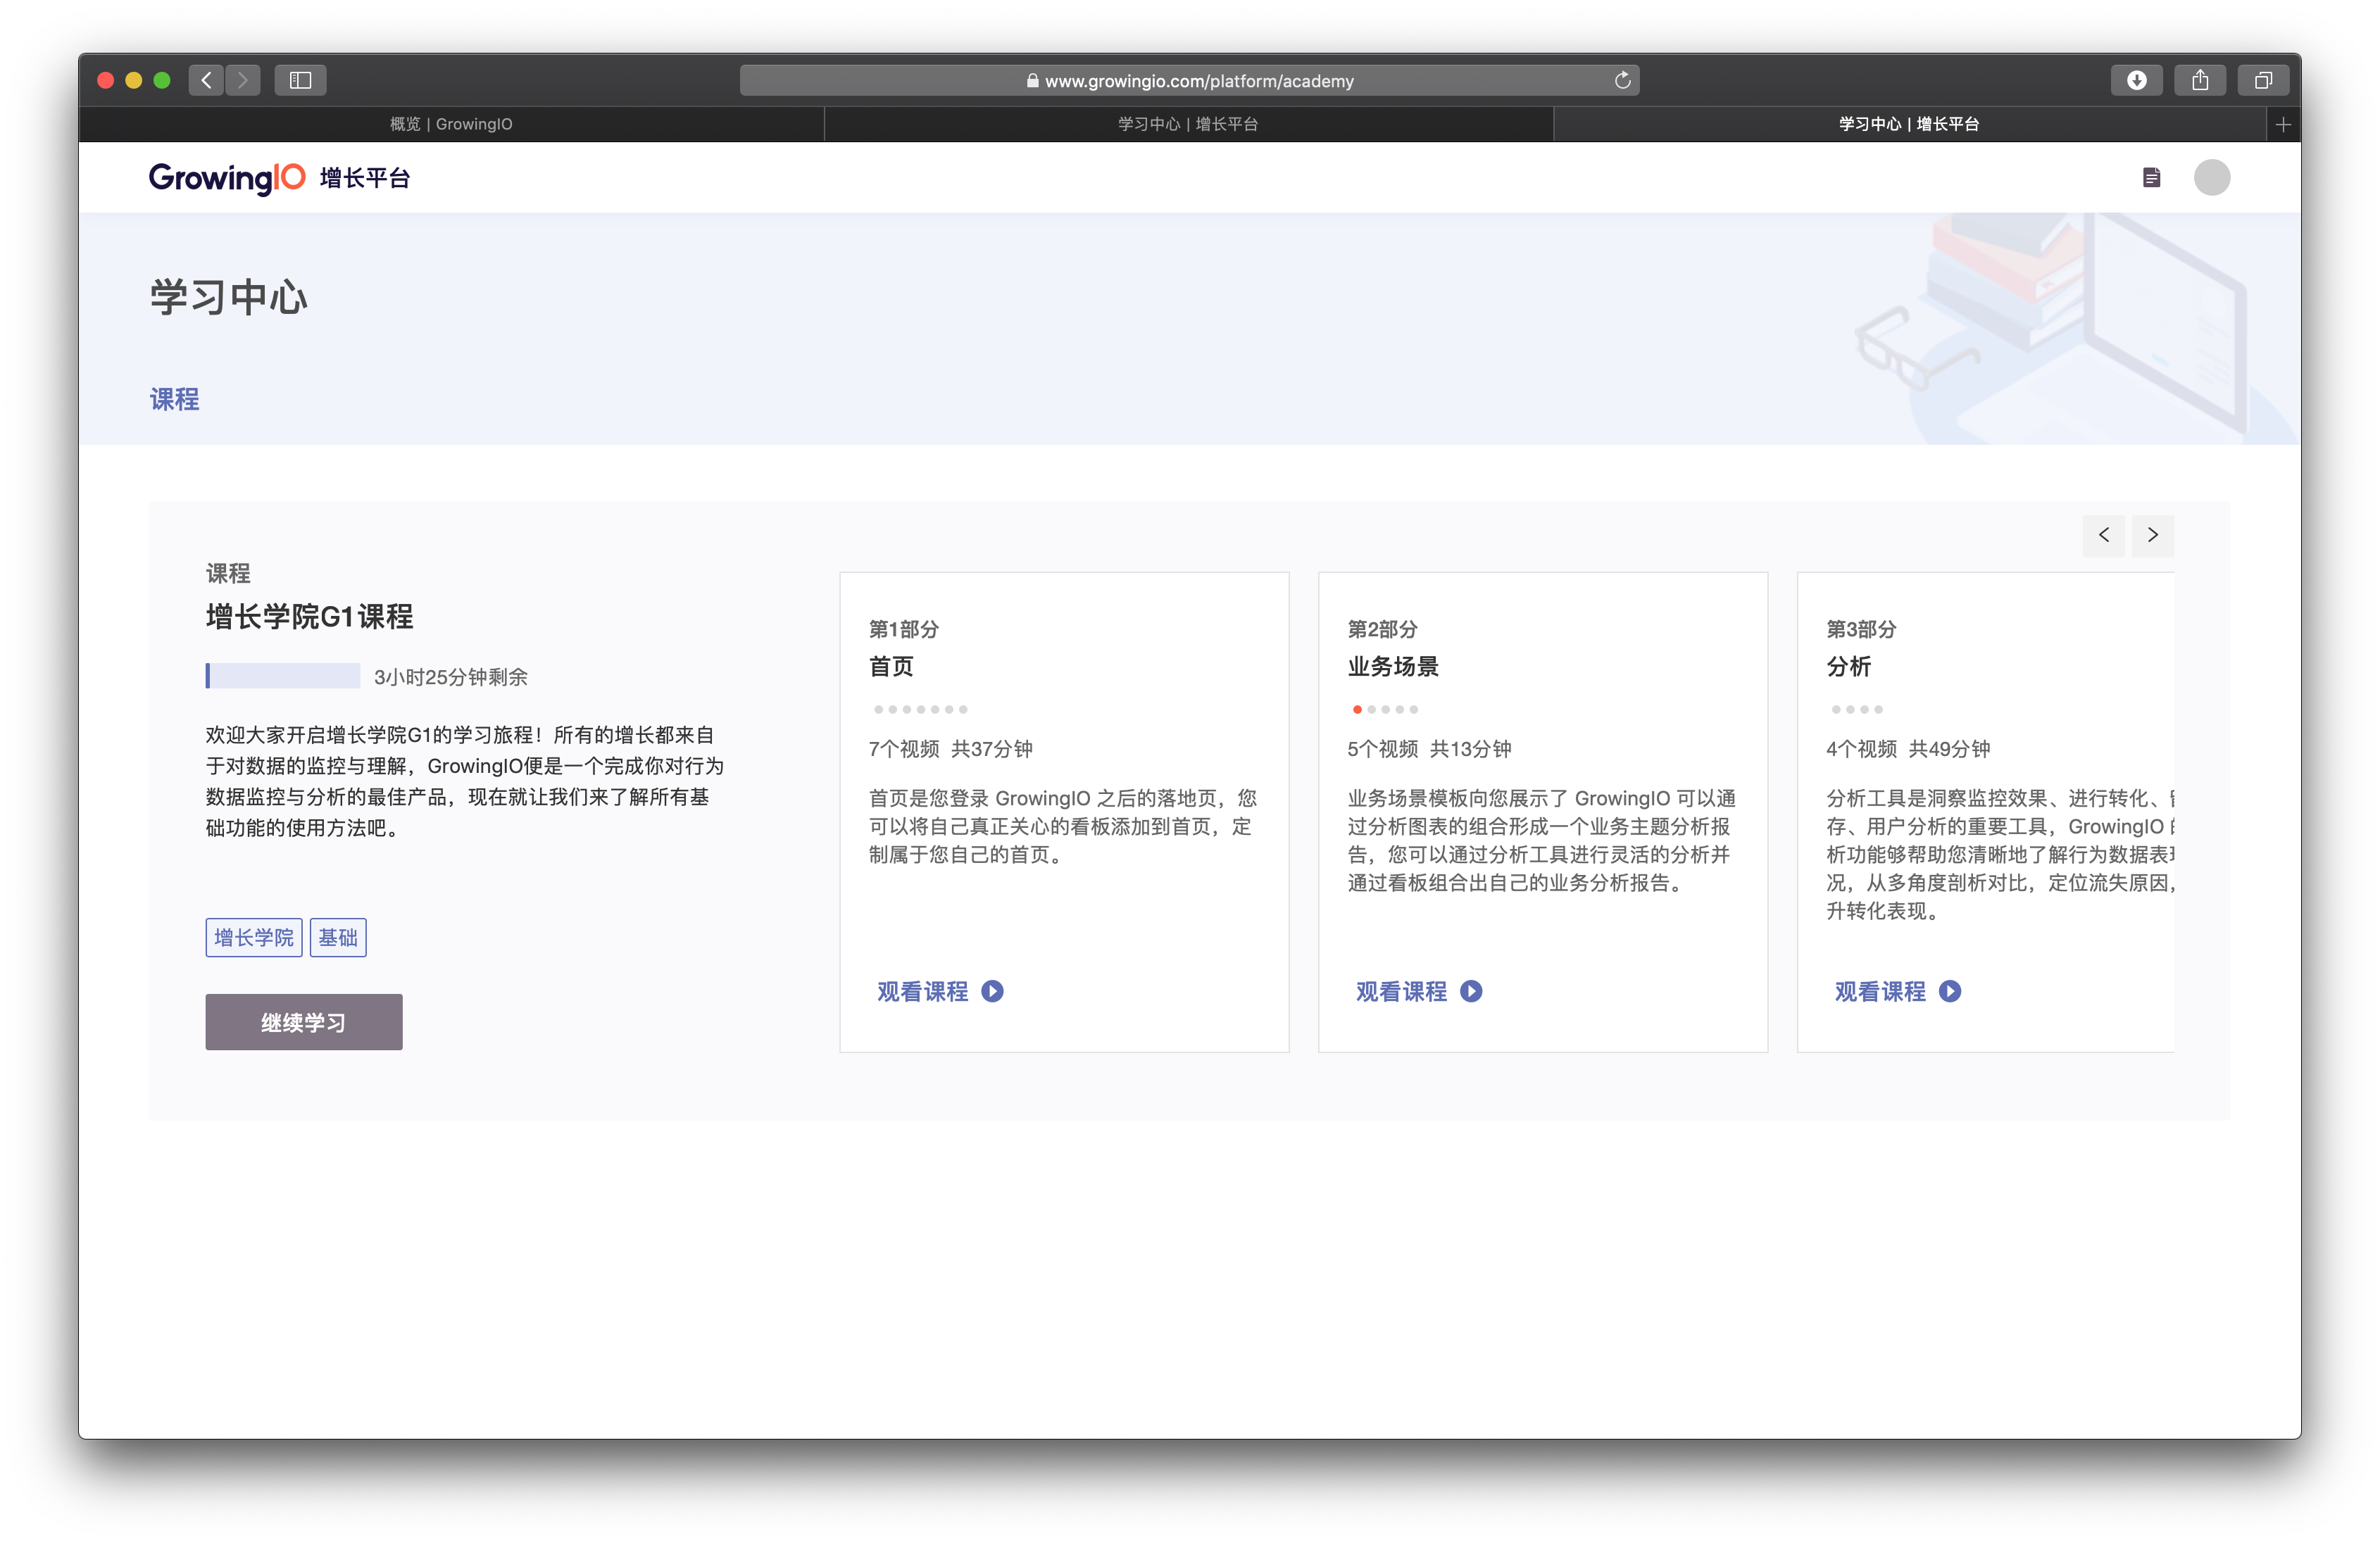 www.growingio.com/platform/academy
概览 | GrowingIO
学习中心 | 增长平台
学习中心 | 增长平台
GrowingIO 增长平台
学习中心
课程
课程
增长学院G1课程
3小时25分钟剩余
欢迎大家开启增长学院G1的学习旅程！所有的增长都来自
于对数据的监控与理解，GrowingIO便是一个完成你对行为
数据监控与分析的最佳产品，现在就让我们来了解所有基
础功能的使用方法吧。
增长学院 基础
继续学习
第1部分
首页
7个视频 共37分钟
首页是您登录 GrowingIO 之后的落地页，您
可以将自己真正关心的看板添加到首页，定
制属于您自己的首页。
观看课程
第2部分
业务场景
5个视频 共13分钟
业务场景模板向您展示了 GrowingIO 可以通
过分析图表的组合形成一个业务主题分析报
告，您可以通过分析工具进行灵活的分析并
通过看板组合出自己的业务分析报告。
观看课程
第3部分
分析
4个视频 共49分钟
分析工具是洞察监控效果、进行转化、
存、用户分析的重要工具，GrowingIO
析功能够帮助您清晰地了解行为数据表
况，从多角度剖析对比，定位流失原因，
升转化表现。
观看课程